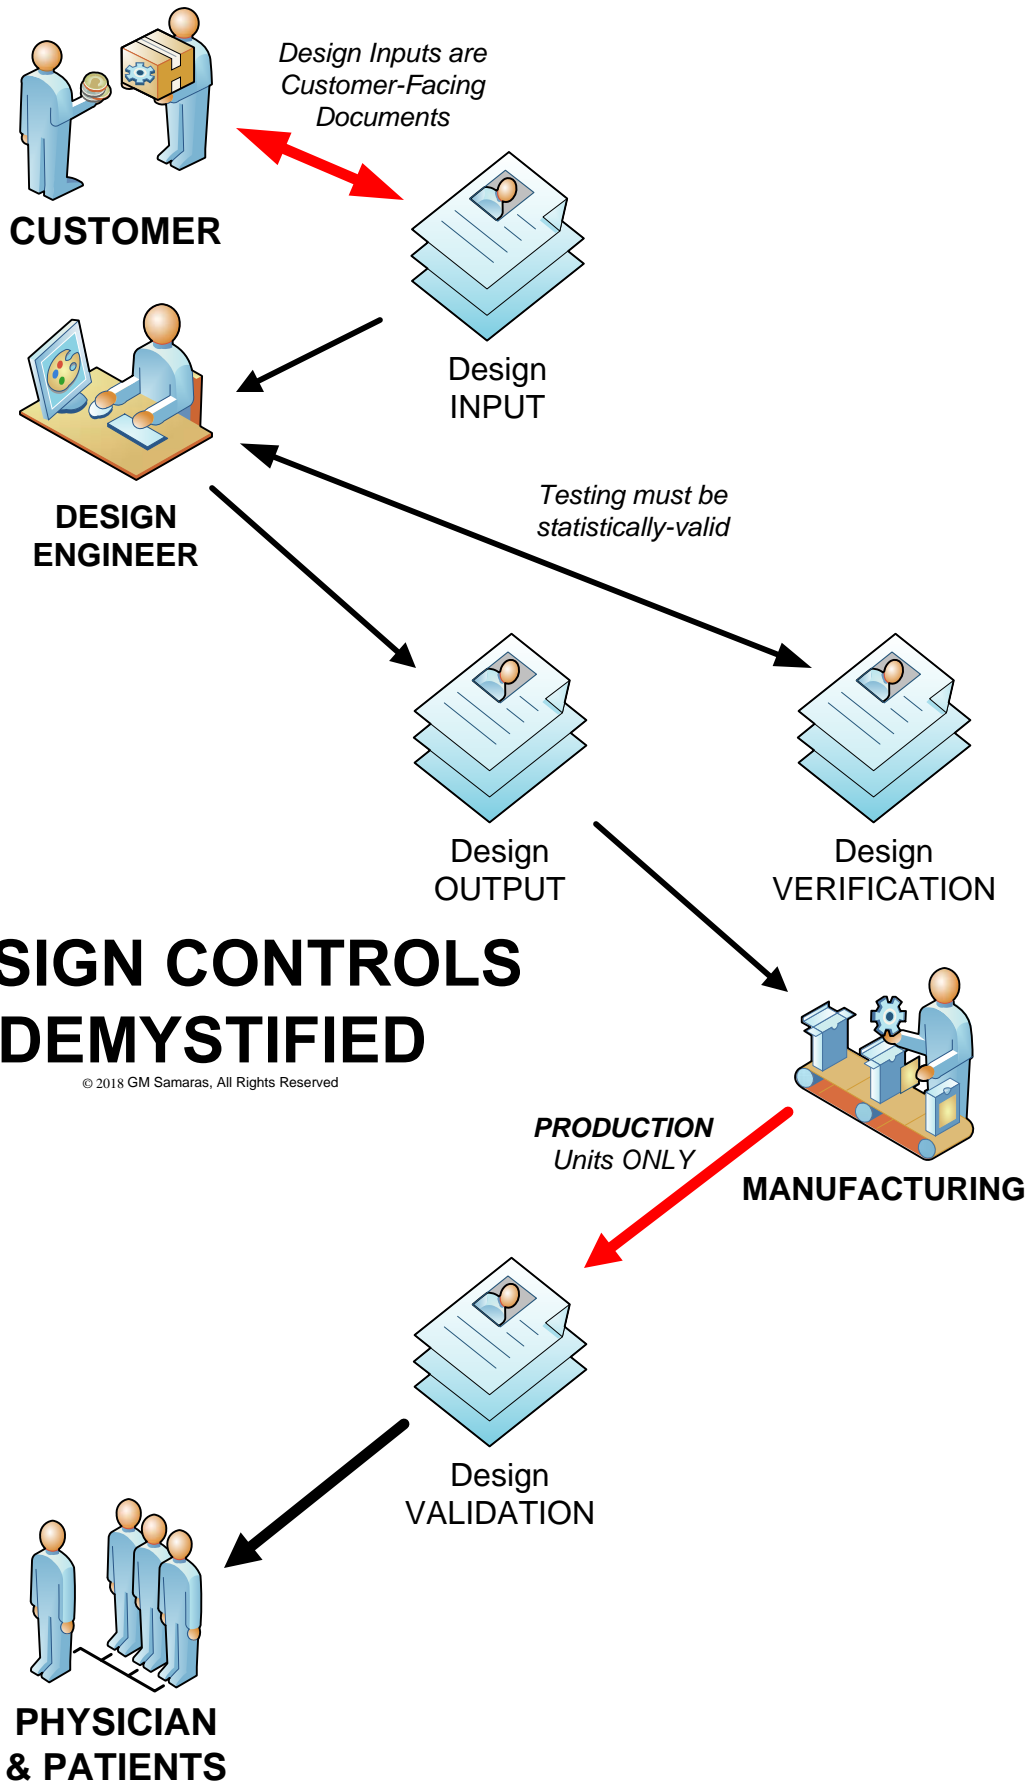 Design Inputs are
Customer-Facing
Documents
CUSTOMER
Design
INPUT
DESIGN
ENGINEER
Testing must be
statistically-valid
Design
OUTPUT
Design
VERIFICATION
SIGN CONTROLS
DEMYSTIFIED
© 2018 GM Samaras, All Rights Reserved
PRODUCTION
Units ONLY
MANUFACTURING
Design
VALIDATION
PHYSICIAN
& PATIENTS